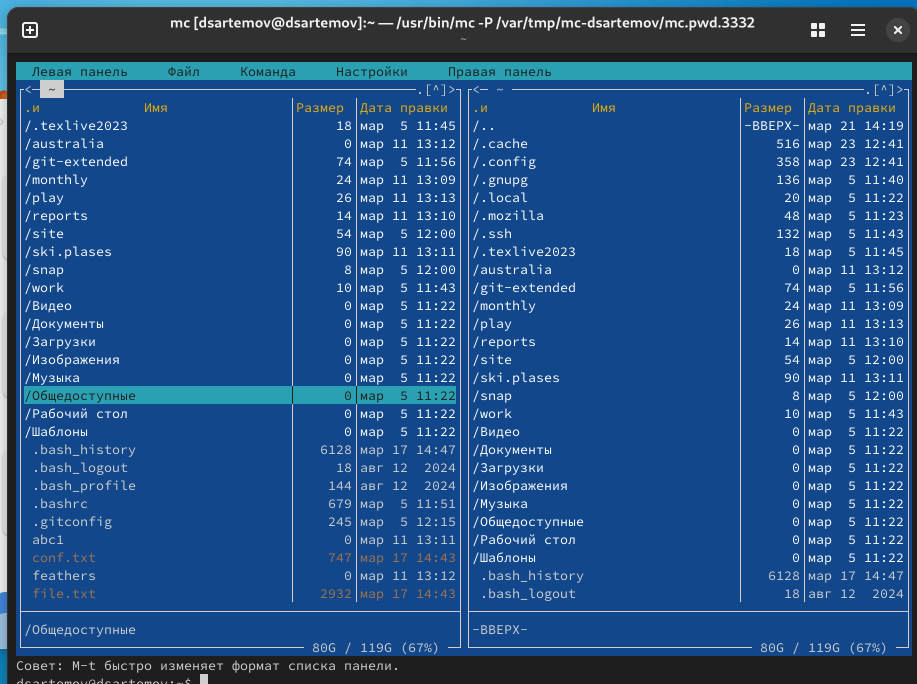 mc [dsartemov@dsartemov]:~ — /usr/bin/mc -P /var/tmp/mc-dsartemov/mc.pwd.3332
~
Левая панель Файл Команда Настройки Правая панель
<─ ~ .[^]> <─ ~ .[^]>
.и Имя Размер Дата правки .и Имя Размер Дата правки
/.texlive2023 18 мар 5 11:45 /.. -ВВЕРХ- мар 21 14:19
/australia 0 мар 11 13:12 /.cache 516 мар 23 12:41
/git-extended 74 мар 5 11:56 /.config 358 мар 23 12:41
/monthly 24 мар 11 13:09 /.gnupg 136 мар 5 11:40
/play 26 мар 11 13:13 /.local 20 мар 5 11:22
/reports 14 мар 11 13:10 /.mozilla 48 мар 5 11:23
/site 54 мар 5 12:00 /.ssh 132 мар 5 11:43
/ski.plases 90 мар 11 13:11 /.texlive2023 18 мар 5 11:45
/snap 8 мар 5 12:00 /australia 0 мар 11 13:12
/work 10 мар 5 11:43 /git-extended 74 мар 5 11:56
/Видео 0 мар 5 11:22 /monthly 24 мар 11 13:09
/Документы 0 мар 5 11:22 /play 26 мар 11 13:13
/Загрузки 0 мар 5 11:22 /reports 14 мар 11 13:10
/Изображения 0 мар 5 11:22 /site 54 мар 5 12:00
/Музыка 0 мар 5 11:22 /ski.plases 90 мар 11 13:11
/Общедоступные 0 мар 5 11:22 /snap 8 мар 5 12:00
/Рабочий стол 0 мар 5 11:22 /work 10 мар 5 11:43
/Шаблоны 0 мар 5 11:22 /Видео 0 мар 5 11:22
.bash_history 6128 мар 17 14:47 /Документы 0 мар 5 11:22
.bash_logout 18 авг 12 2024 /Загрузки 0 мар 5 11:22
.bash_profile 144 авг 12 2024 /Изображения 0 мар 5 11:22
.bashrc 679 мар 5 11:51 /Музыка 0 мар 5 11:22
.gitconfig 245 мар 5 12:15 /Общедоступные 0 мар 5 11:22
abc1 0 мар 11 13:11 /Рабочий стол 0 мар 5 11:22
conf.txt 747 мар 17 14:43 /Шаблоны 0 мар 5 11:22
feathers 0 мар 11 13:12 .bash_history 6128 мар 17 14:47
file.txt 2932 мар 17 14:43 .bash_logout 18 авг 12 2024
/Общедоступные -ВВЕРХ-
80G / 119G (67%) 80G / 119G (67%)
Совет: M-t быстро изменяет формат списка панели.
dsartemov@dsartemov:~$